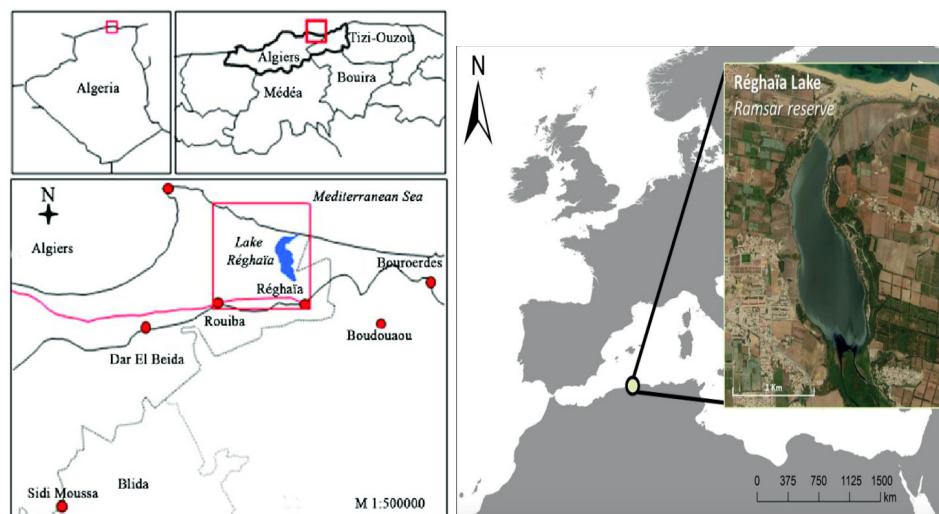 Algeria
Algiers
Tizi-Ouzou
Médéa
Bouira
N
Mediterranean Sea
Algiers
Lake
Réghaïa
Bouroerdes
Réghaïa
Rouiba
Boudouaou
Dar El Beida
Blida
Sidi Moussa
M 1:500000
N
Réghaïa Lake
Ramsar reserve
1 Km
0 375 750 1125 1500
km